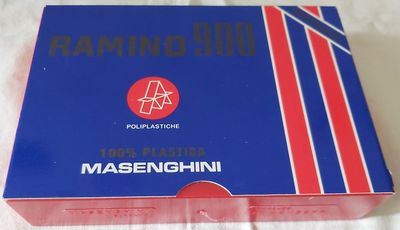 RAMINO 900
POLIPLASTICHE
100% PLASTICA
MASENGHINI